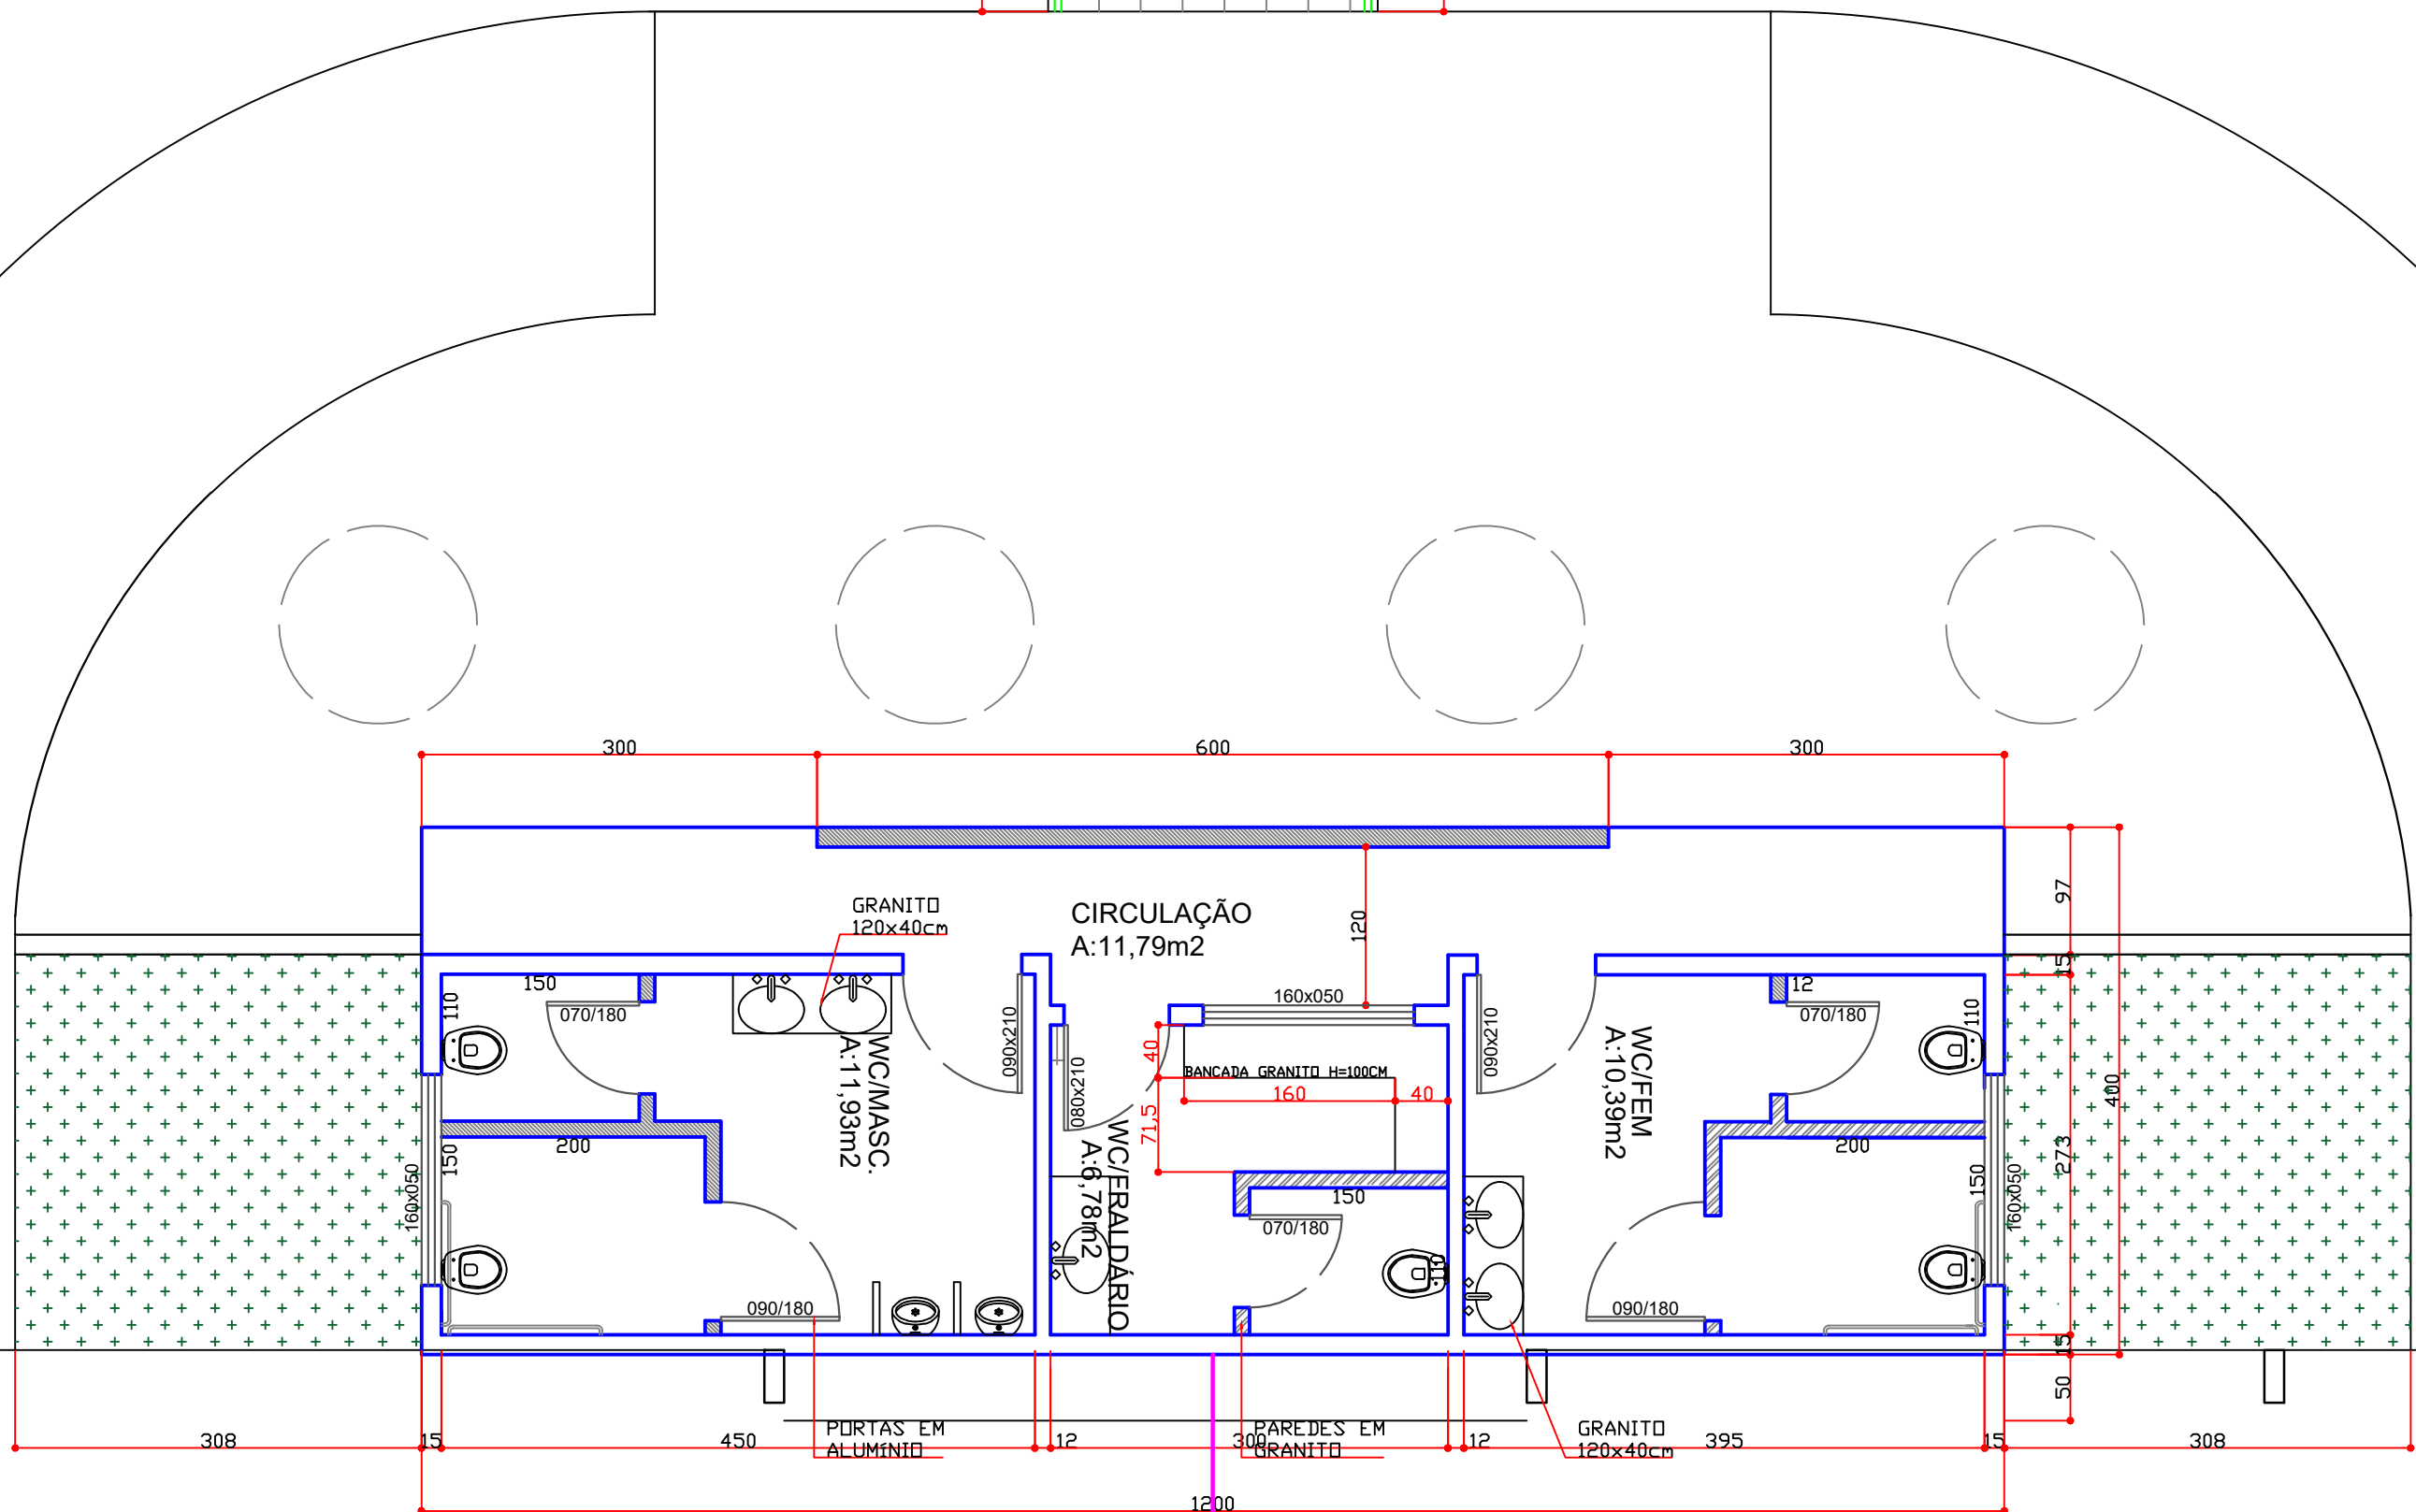 300
600
300
97
GRANITO
120x40cm
CIRCULAÇÃO
A:11,79m2
120
15
150
110
070/180
090x210
160x050
090x210
12
070/180
110
WC/MASC.
A:11,93m2
080x210
40
BANCADA GRANITO H=100CM
160
40
71,5
WC/FEM
A:10,39m2
400
200
150
160x050
WC/FRALDÁRIO
A:6,78m2
150
070/180
110
200
150
160x050
273
090/180
090/180
15
50
PORTAS EM
ALUMÍNIO
PAREDES EM
GRANITO
GRANITO
120x40cm
308
15
450
12
300
12
395
15
308
1200